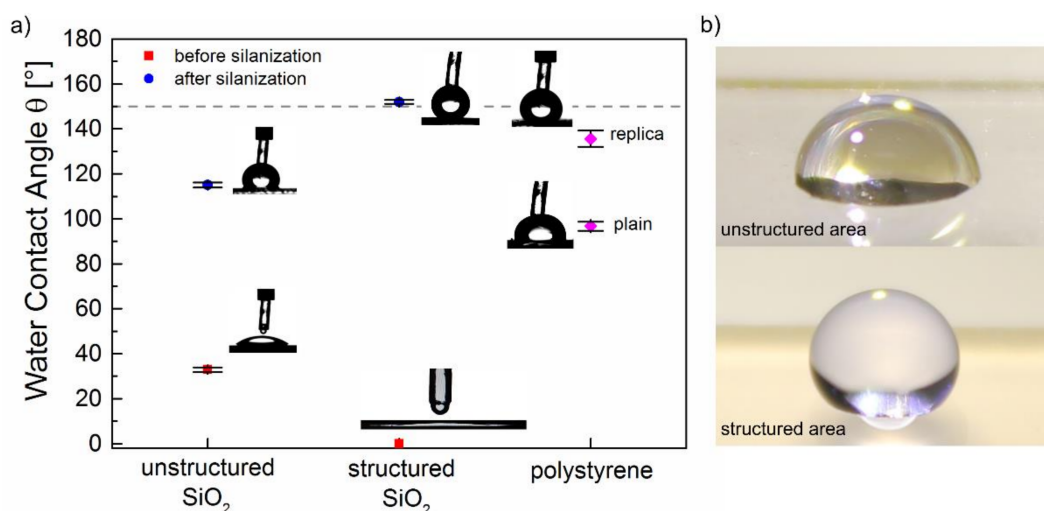 a)
Water Contact Angle θ [°]
180
160
140
120
100
80
60
40
20
0
before silanization
after silanization
replica
plain
unstructured
SiO₂
structured
SiO₂
polystyrene
b)
unstructured area
structured area